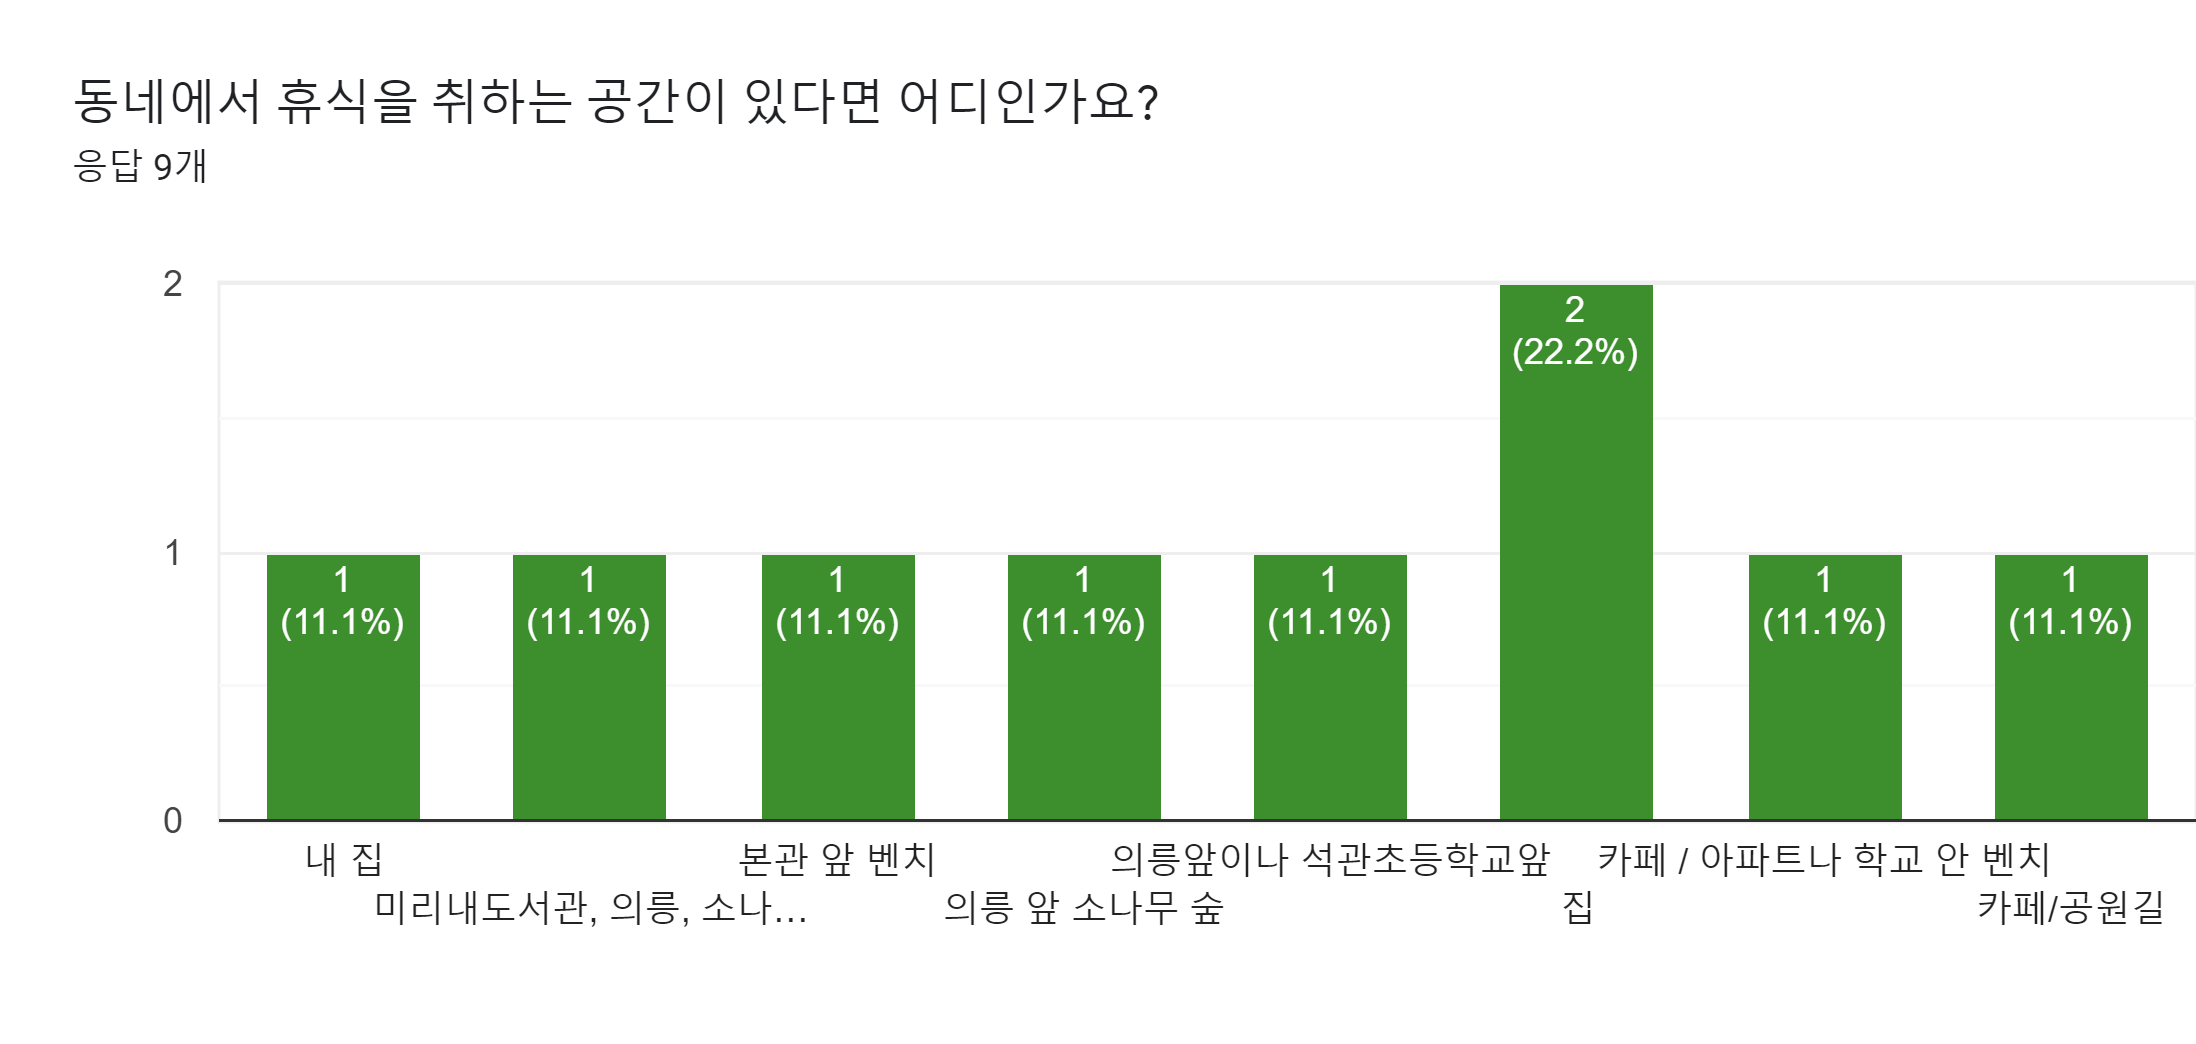 동네에서 휴식을 취하는 공간이 있다면 어디인가요?
응답 9개
2
1
0
1
(11.1%)
1
(11.1%)
1
(11.1%)
1
(11.1%)
1
(11.1%)
2
(22.2%)
1
(11.1%)
1
(11.1%)
내 집
미리내도서관, 의릉, 소나…
본관 앞 벤치
의릉 앞 소나무 숲
의릉앞이나 석관초등학교앞
집
카페 / 아파트나 학교 안 벤치
카페/공원길